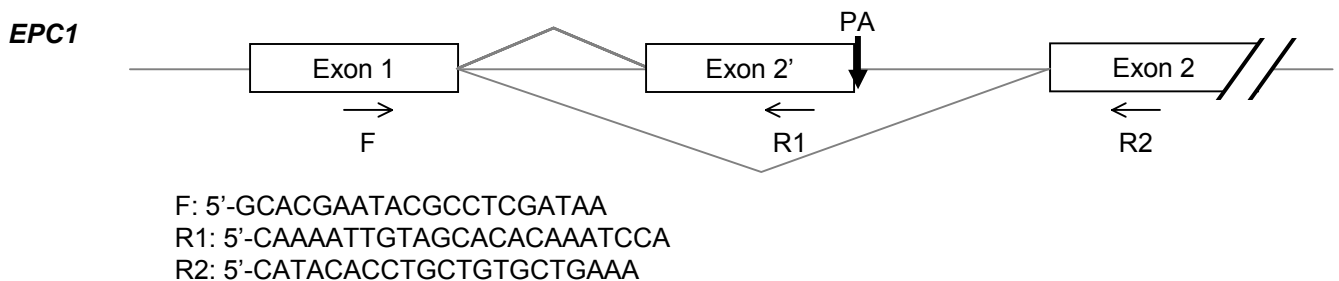 PA
EPC1
Exon 1 Exon 2' Exon 2
F R1 R2
F: 5’-GCACGAATACGCCTCGATAA
R1: 5’-CAAAATTGTAGCACACAAATCCA
R2: 5’-CATACACCTGCTGTGCTGAAA